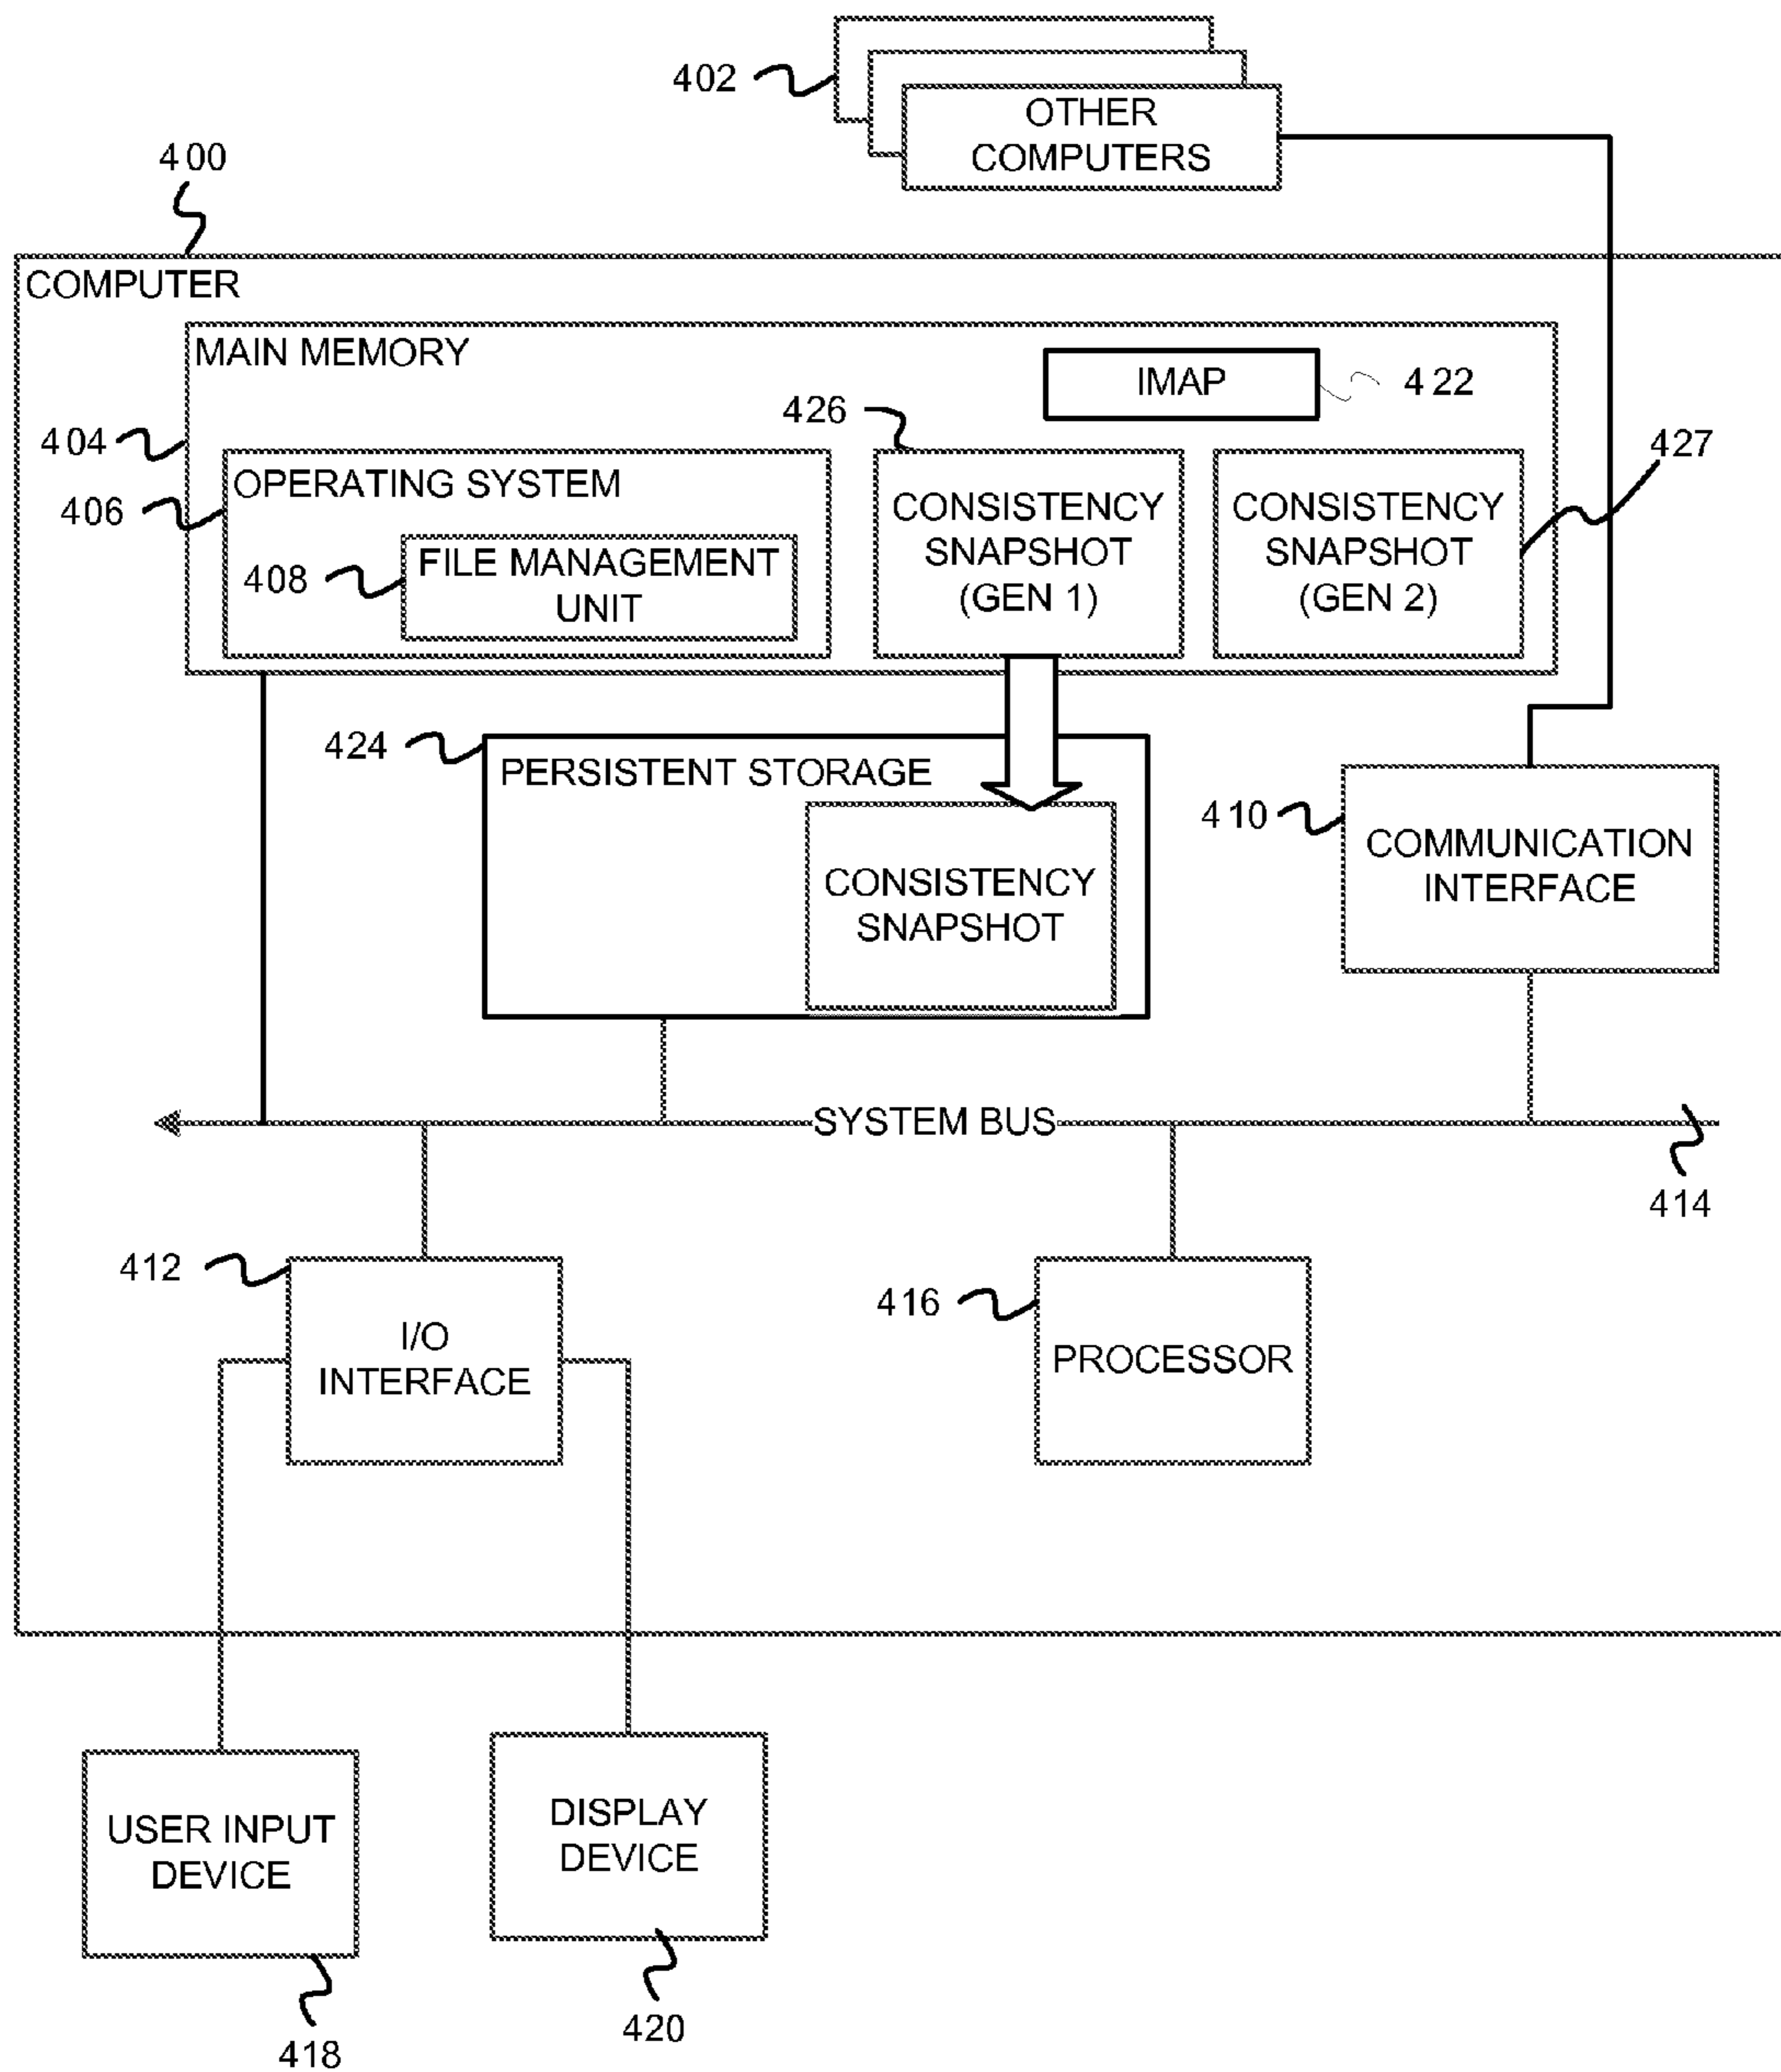 402
OTHER
COMPUTERS
400
COMPUTER
MAIN MEMORY
IMAP
422
426
404
427
OPERATING SYSTEM
406
CONSISTENCY
SNAPSHOT
(GEN 1)
CONSISTENCY
SNAPSHOT
(GEN 2)
408
FILE MANAGEMENT
UNIT
424
PERSISTENT STORAGE
410
COMMUNICATION
INTERFACE
CONSISTENCY
SNAPSHOT
SYSTEM BUS
414
412
416
I/O
INTERFACE
PROCESSOR
USER INPUT
DEVICE
DISPLAY
DEVICE
420
418